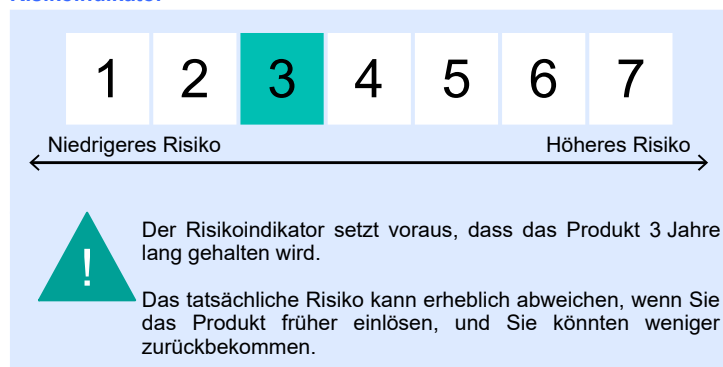 Risikoindikator
1 2 3 4 5 6 7
Niedrigeres Risiko Höheres Risiko
!
Der Risikoindikator setzt voraus, dass das Produkt 3 Jahre
lang gehalten wird.
Das tatsächliche Risiko kann erheblich abweichen, wenn Sie
das Produkt früher einlösen, und Sie könnten weniger
zurückbekommen.